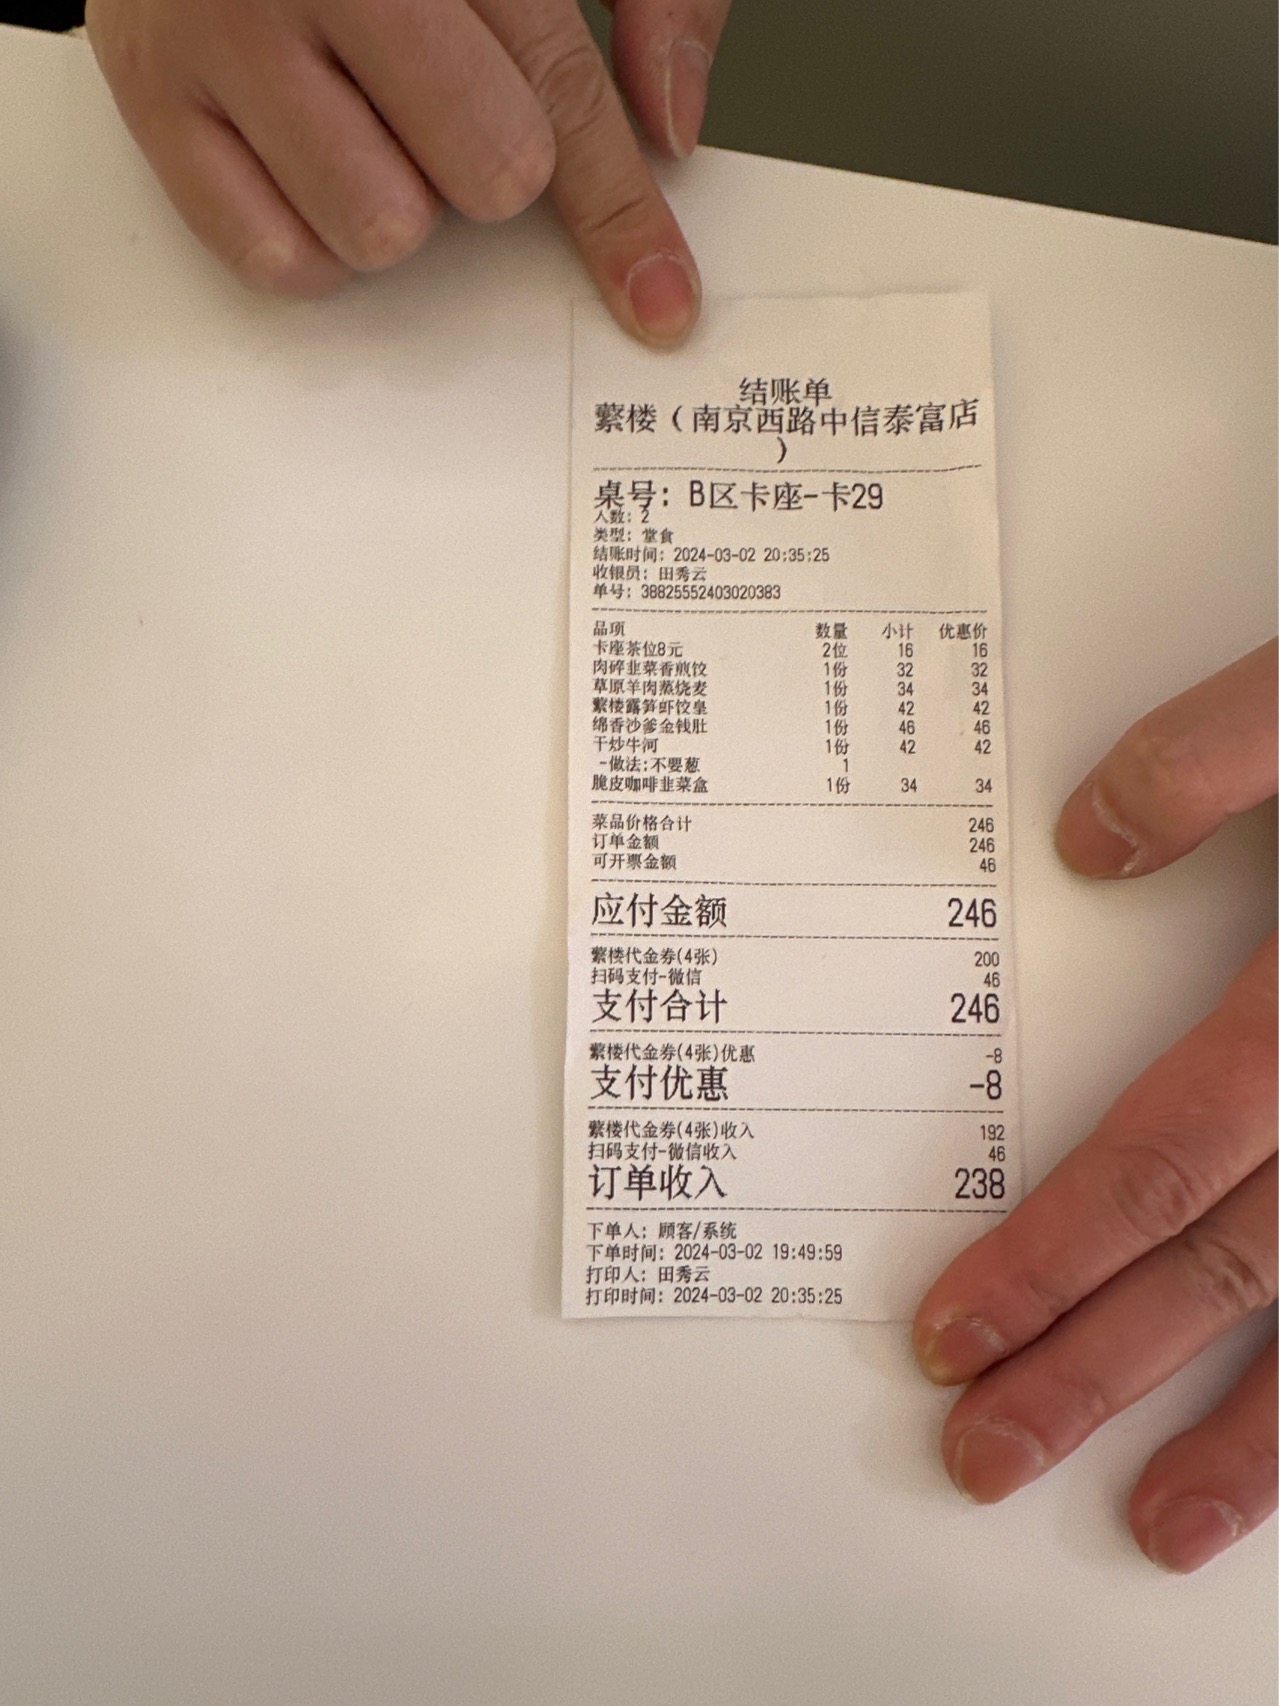 结账单
蘩楼（南京西路中信泰富店
）
桌号：B区卡座-卡29
人数：2
类型：堂食
结账时间：2024-03-02 20:35:25
收银员：田秀云
单号：38825552403020383
品项 数量 小计 优惠价
卡座茶位8元 2位 16 16
肉碎韭菜香煎饺 1份 32 32
草原羊肉蒸烧麦 1份 34 34
蘩楼露笋虾饺皇 1份 42 42
绵香沙爹金钱肚 1份 46 46
干炒牛河 1份 42 42
-做法:不要葱 1
脆皮咖啡韭菜盒 1份 34 34
菜品价格合计 246
订单金额 246
可开票金额 46
应付金额 246
蘩楼代金券(4张) 200
扫码支付-微信 46
支付合计 246
蘩楼代金券(4张)优惠 -8
支付优惠 -8
蘩楼代金券(4张)收入 192
扫码支付-微信收入 46
订单收入 238
下单人：顾客/系统
下单时间：2024-03-02 19:49:59
打印人：田秀云
打印时间：2024-03-02 20:35:25